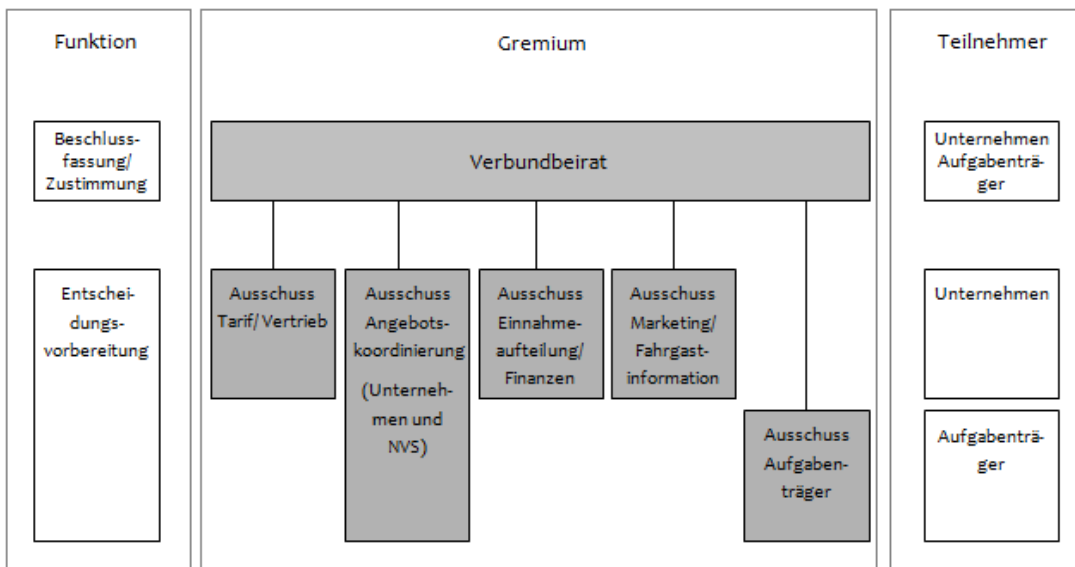 Funktion
Gremium
Teilnehmer
Beschluss-
fassung/
Zustimmung
Verbundbeirat
Unternehmen
Aufgabenträ-
ger
Entschei-
dungs-
vorbereitung
Ausschuss
Tarif/Vertrieb
Ausschuss
Angebots-
koordinierung
(Unterneh-
men und
NVS)
Ausschuss
Einnahme-
aufteilung/
Finanzen
Ausschuss
Marketing/
Fahrgast-
information
Unternehmen
Ausschuss
Aufgaben-
träger
Aufgabenträ-
ger